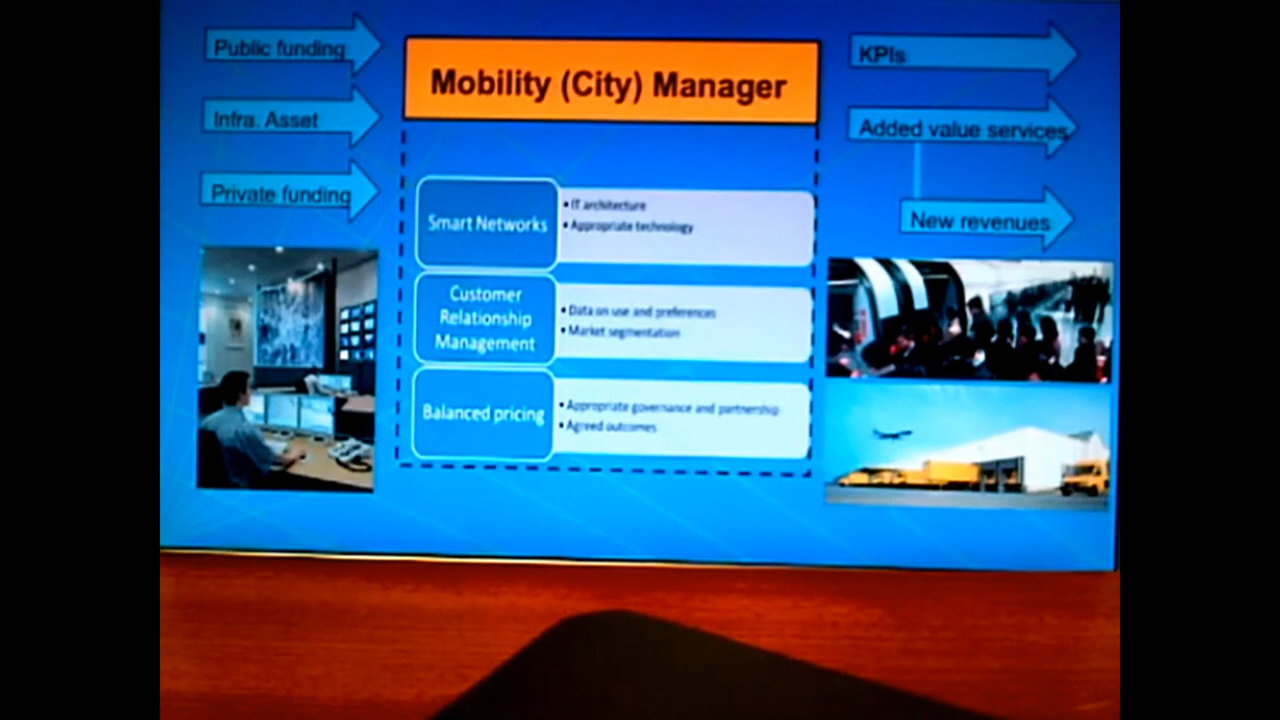 Public funding
Infra. Asset
Private funding
Mobility (City) Manager
Smart Networks
• IT architecture
• Appropriate technology
Customer
Relationship
Management
• Data on use and preferences
• Market segmentation
Balanced pricing
• Appropriate governance and partnership
• Agreed outcomes
KPIs
Added value services
New revenues